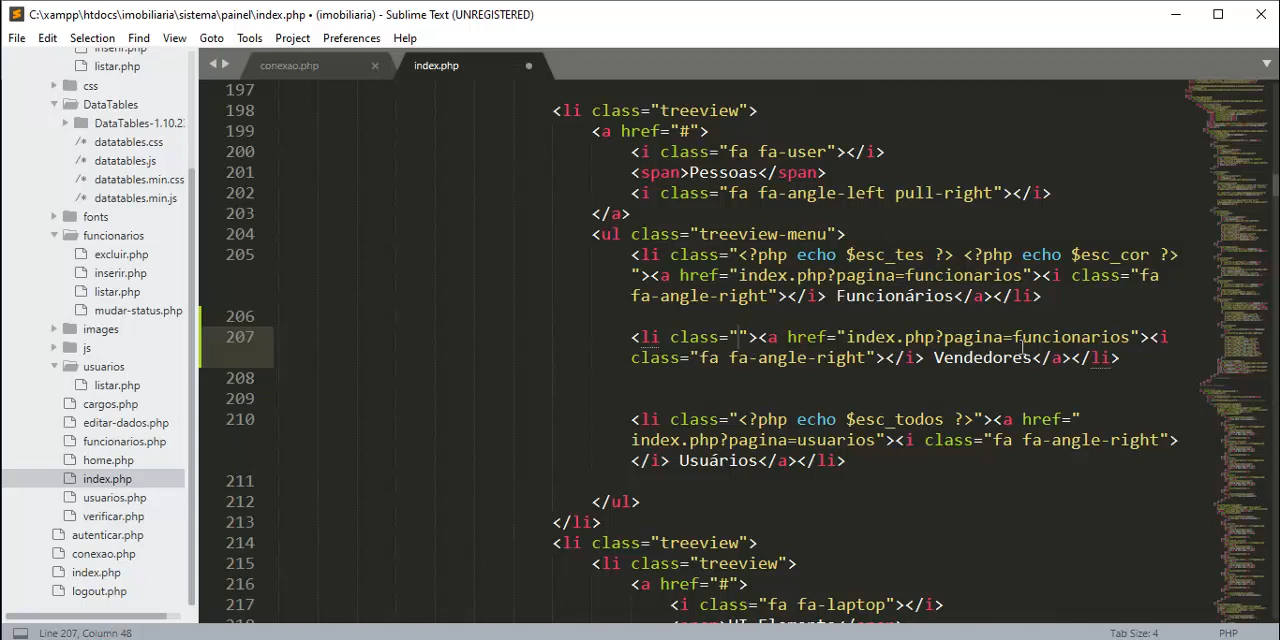 C:\xampp\htdocs\imobiliaria\sistema\painel\index.php • (imobiliaria) - Sublime Text (UNREGISTERED)
File Edit Selection Find View Goto Tools Project Preferences Help
inserir.php
listar.php
css
DataTables
DataTables-1.10.2
datatables.css
datatables.js
datatables.min.css
datatables.min.js
fonts
funcionarios
excluir.php
inserir.php
listar.php
mudar-status.php
images
js
usuarios
listar.php
cargos.php
editar-dados.php
funcionarios.php
home.php
index.php
usuarios.php
verificar.php
autenticar.php
conexao.php
index.php
logout.php
conexao.php × index.php
197
198 <li class="treeview">
199 <a href="#">
200 <i class="fa fa-user"></i>
201 <span>Pessoas</span>
202 <i class="fa fa-angle-left pull-right"></i>
203 </a>
204 <ul class="treeview-menu">
205 <li class="<?php echo $esc_tes ?> <?php echo $esc_cor ?>
"><a href="index.php?pagina=funcionarios"><i class="fa
fa-angle-right"></i> Funcionários</a></li>
206
207 <li class=""><a href="index.php?pagina=funcionarios"><i
class="fa fa-angle-right"></i> Vendedores</a></li>
208
209
210 <li class="<?php echo $esc_todos ?>"><a href="
index.php?pagina=usuarios"><i class="fa fa-angle-right">
</i> Usuários</a></li>
211
212 </ul>
213 </li>
214 <li class="treeview">
215 <li class="treeview">
216 <a href="#">
217 <i class="fa fa-laptop"></i>
Line 207, Column 48
Tab Size: 4 PHP